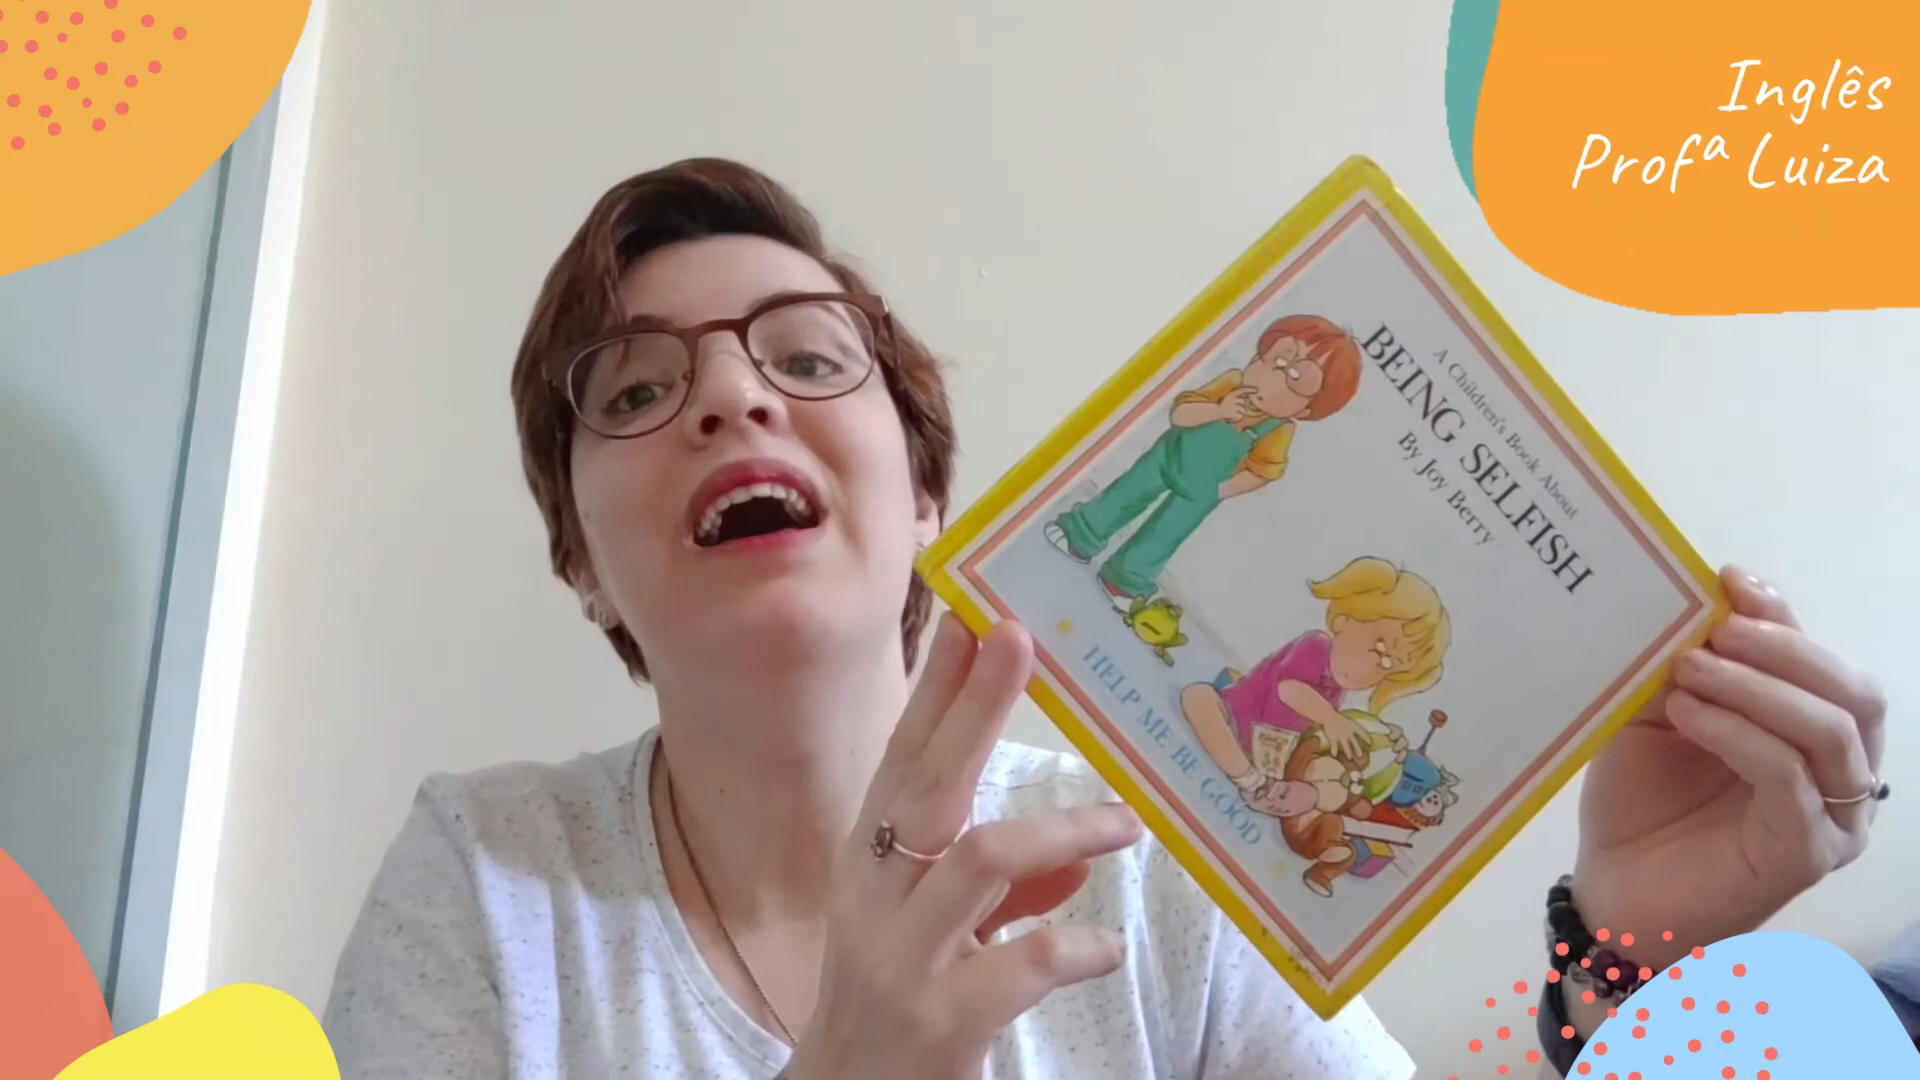 Inglês
Profª Luiza
A Children's Book About
BEING SELFISH
By Joy Berry
HELP ME BE GOOD